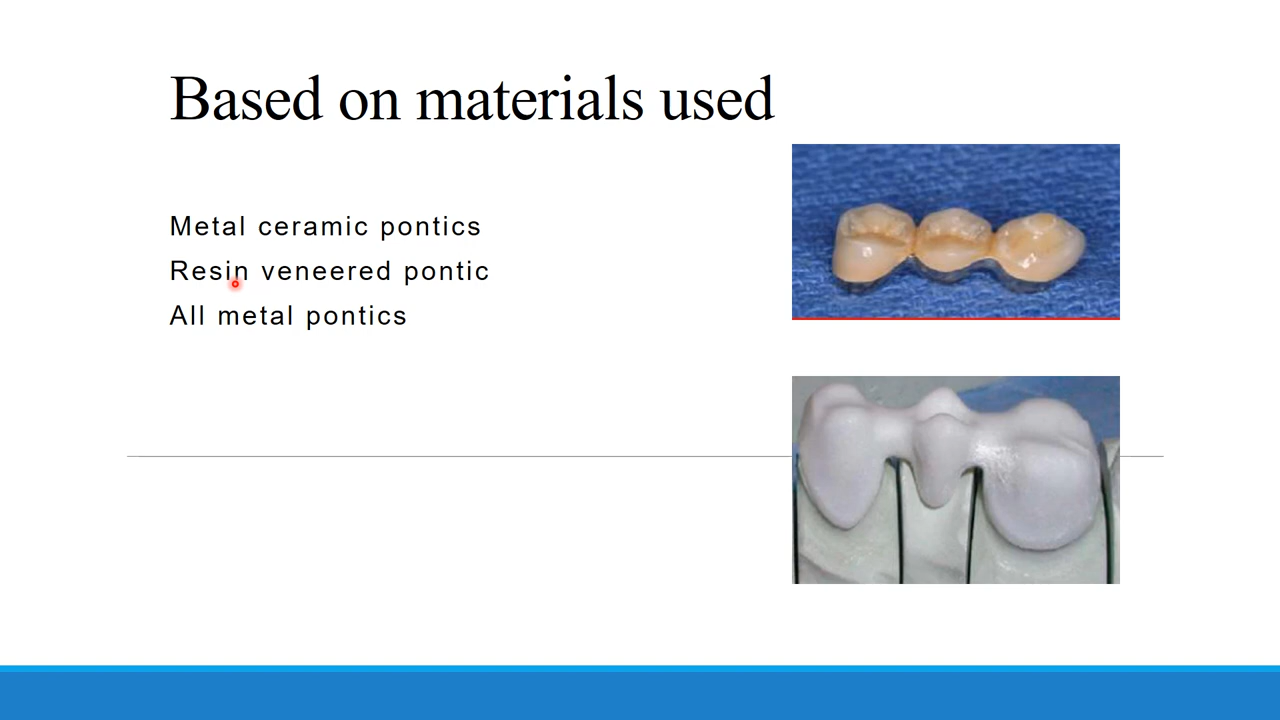 Based on materials used
Metal ceramic pontics
Resin veneered pontic
All metal pontics